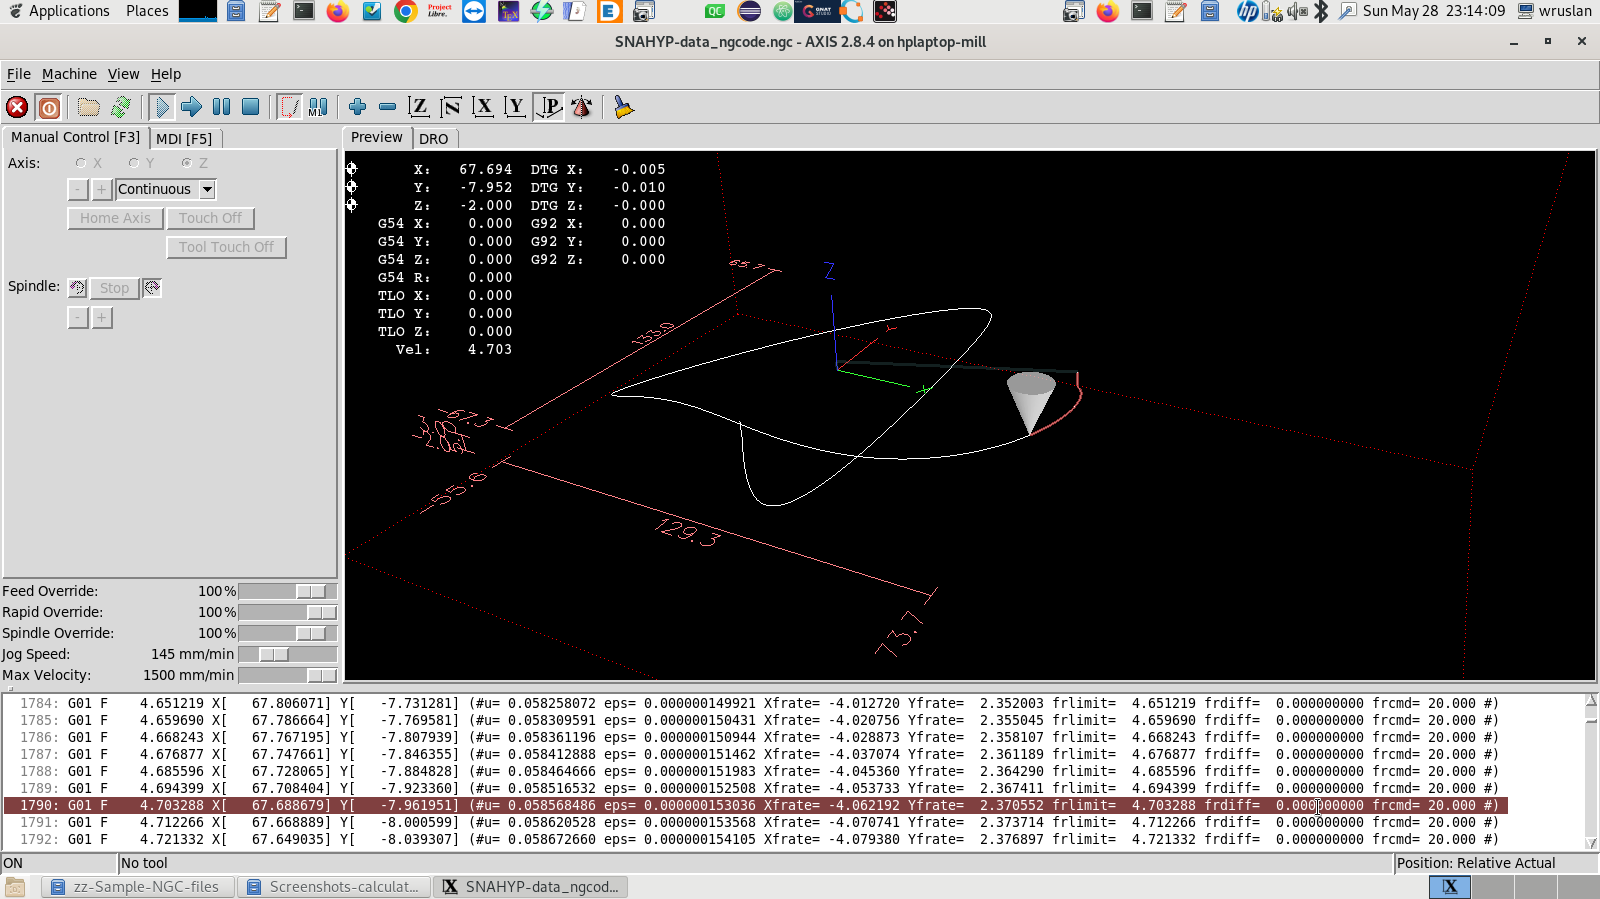 Applications Places Project Libre. TeX E QC GMAT hp Sun May 28 23:14:09 wruslan
SNAHYP-data_ngcode.ngc - AXIS 2.8.4 on hplaptop-mill
File Machine View Help
M1 Z N X Y P
Manual Control [F3] MDI [F5] Preview DRO
Axis: X Y Z
- + Continuous
Home Axis Touch Off
Tool Touch Off
Spindle: Stop
- +
X: 67.694 DTG X: -0.005
Y: -7.952 DTG Y: -0.010
Z: -2.000 DTG Z: -0.000
G54 X: 0.000 G92 X: 0.000
G54 Y: 0.000 G92 Y: 0.000
G54 Z: 0.000 G92 Z: 0.000
G54 R: 0.000
TLO X: 0.000
TLO Y: 0.000
TLO Z: 0.000
Vel: 4.703
65.7
Z
133.0
Y
X
-67.3
-55.6
129.3
73.7
Feed Override: 100%
Rapid Override: 100%
Spindle Override: 100%
Jog Speed: 145 mm/min
Max Velocity: 1500 mm/min
1784: G01 F 4.651219 X[ 67.806071] Y[ -7.731281] (#u= 0.058258072 eps= 0.000000149921 Xfrate= -4.012720 Yfrate= 2.352003 frlimit= 4.651219 frdiff= 0.000000000 frcmd= 20.000 #)
1785: G01 F 4.659690 X[ 67.786664] Y[ -7.769581] (#u= 0.058309591 eps= 0.000000150431 Xfrate= -4.020756 Yfrate= 2.355045 frlimit= 4.659690 frdiff= 0.000000000 frcmd= 20.000 #)
1786: G01 F 4.668243 X[ 67.767195] Y[ -7.807939] (#u= 0.058361196 eps= 0.000000150944 Xfrate= -4.028873 Yfrate= 2.358107 frlimit= 4.668243 frdiff= 0.000000000 frcmd= 20.000 #)
1787: G01 F 4.676877 X[ 67.747661] Y[ -7.846355] (#u= 0.058412888 eps= 0.000000151462 Xfrate= -4.037074 Yfrate= 2.361189 frlimit= 4.676877 frdiff= 0.000000000 frcmd= 20.000 #)
1788: G01 F 4.685596 X[ 67.728065] Y[ -7.884828] (#u= 0.058464666 eps= 0.000000151983 Xfrate= -4.045360 Yfrate= 2.364290 frlimit= 4.685596 frdiff= 0.000000000 frcmd= 20.000 #)
1789: G01 F 4.694399 X[ 67.708404] Y[ -7.923360] (#u= 0.058516532 eps= 0.000000152508 Xfrate= -4.053733 Yfrate= 2.367411 frlimit= 4.694399 frdiff= 0.000000000 frcmd= 20.000 #)
1790: G01 F 4.703288 X[ 67.688679] Y[ -7.961951] (#u= 0.058568486 eps= 0.000000153036 Xfrate= -4.062192 Yfrate= 2.370552 frlimit= 4.703288 frdiff= 0.000000000 frcmd= 20.000 #)
1791: G01 F 4.712266 X[ 67.668889] Y[ -8.000599] (#u= 0.058620528 eps= 0.000000153568 Xfrate= -4.070741 Yfrate= 2.373714 frlimit= 4.712266 frdiff= 0.000000000 frcmd= 20.000 #)
1792: G01 F 4.721332 X[ 67.649035] Y[ -8.039307] (#u= 0.058672660 eps= 0.000000154105 Xfrate= -4.079380 Yfrate= 2.376897 frlimit= 4.721332 frdiff= 0.000000000 frcmd= 20.000 #)
ON No tool Position: Relative Actual
zz-Sample-NGC-files Screenshots-calculat... SNAHYP-data_ngcod...